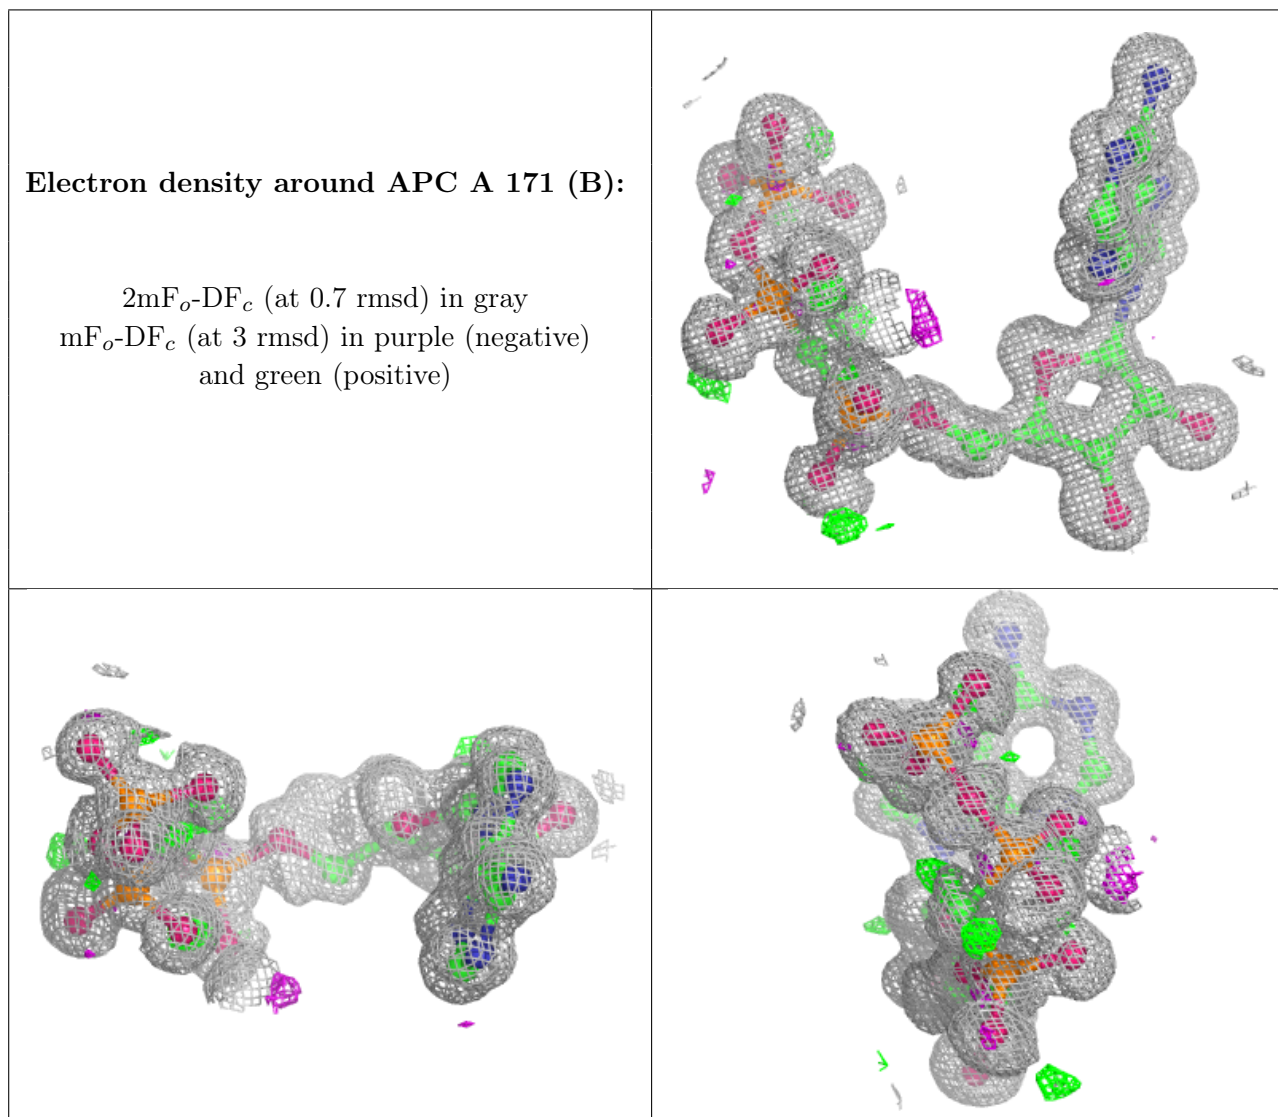 Electron density around APC A 171 (B):
2mFo-DFc (at 0.7 rmsd) in gray
mFo-DFc (at 3 rmsd) in purple (negative)
and green (positive)